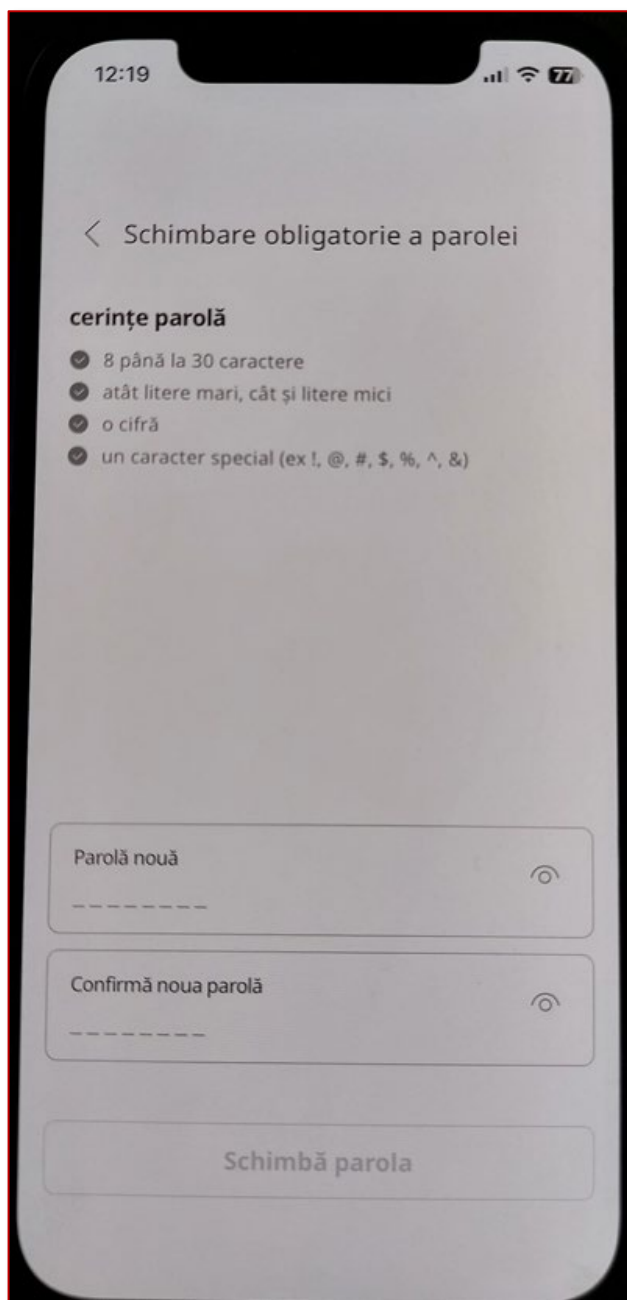 12:19
77
Schimbare obligatorie a parolei
cerințe parolă
8 până la 30 caractere
atât litere mari, cât și litere mici
o cifră
un caracter special (ex !, @, #, $, %, ^, &)
Parolă nouă
Confirmă noua parolă
Schimbă parola